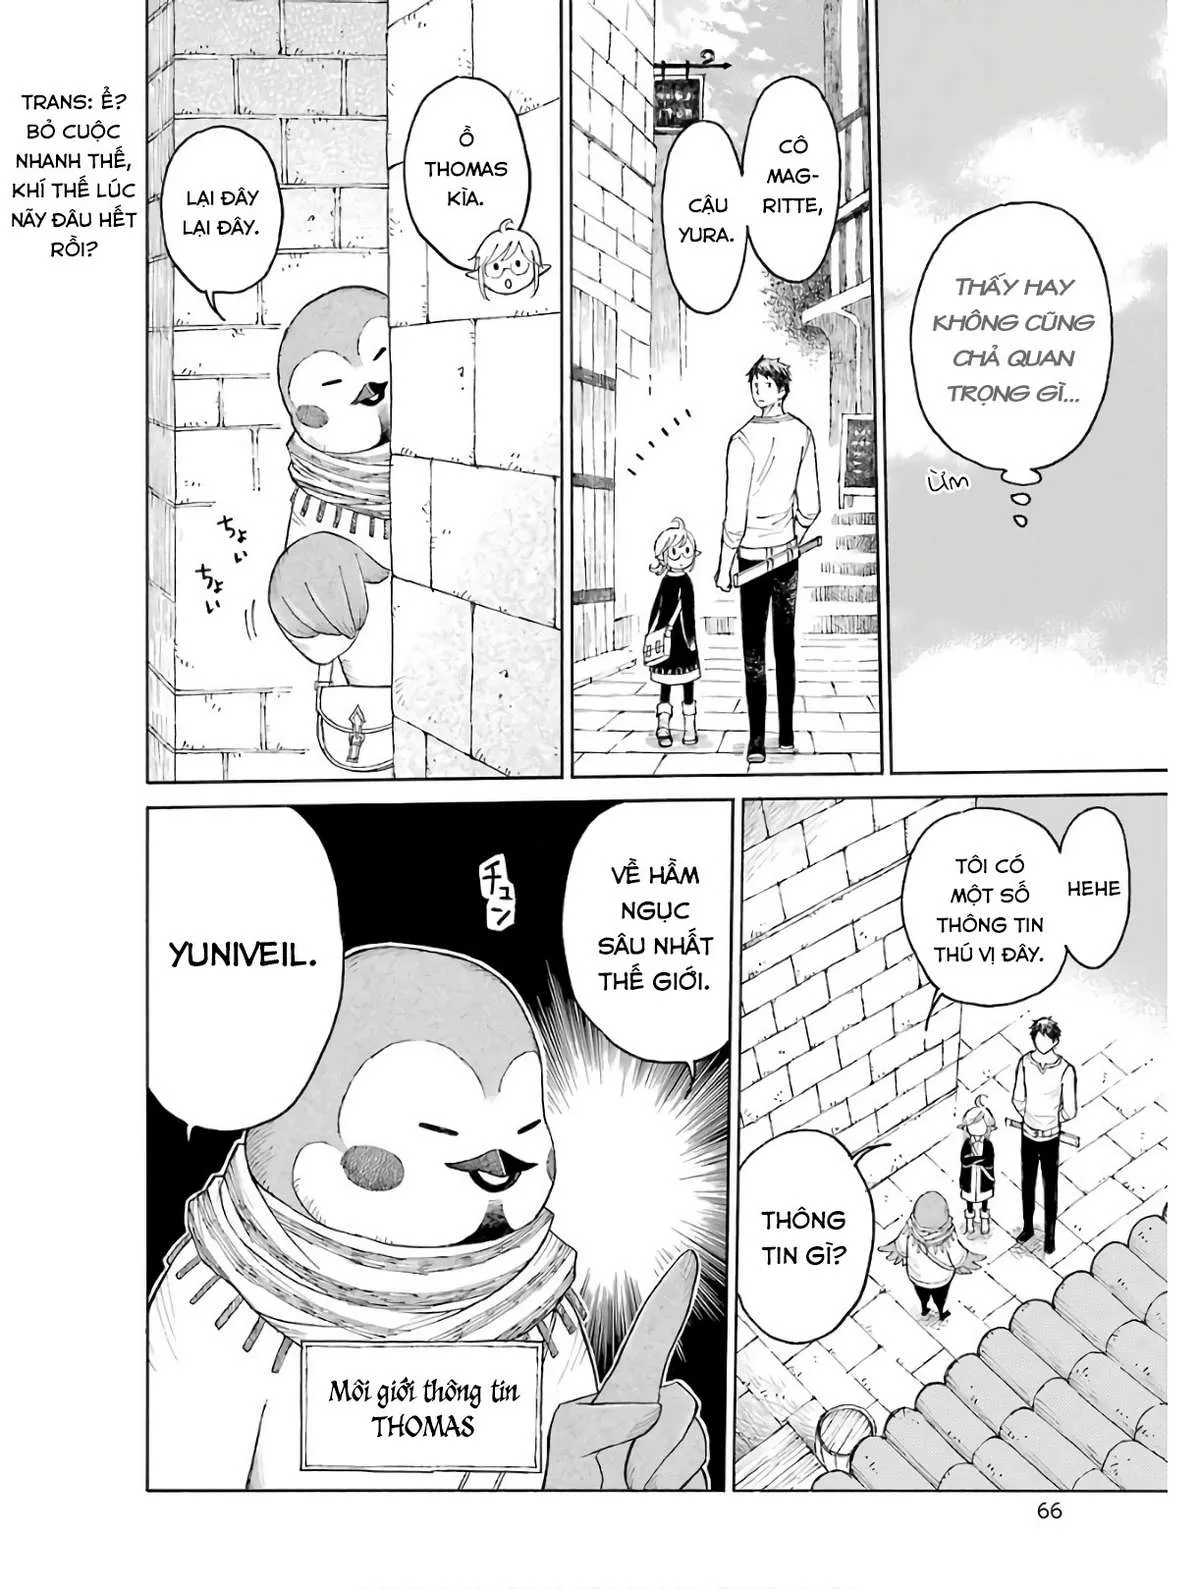 THẤY HAY
KHÔNG CŨNG
CHẢ QUAN
TRỌNG GÌ...
ỪM
CÔ
MAG-
RITTE,
CẬU
YURA.
Ồ
THOMAS
KÌA.
LẠI ĐÂY
LẠI ĐÂY.
ちょい
ちょい
TRANS: Ể?
BỎ CUỘC
NHANH THẾ,
KHÍ THẾ LÚC
NÃY ĐÂU HẾT
RỒI?
HEHE
TÔI CÓ
MỘT SỐ
THÔNG TIN
THÚ VỊ ĐÂY.
THÔNG
TIN GÌ?
VỀ HẦM
NGỤC
SÂU NHẤT
THẾ GIỚI.
チュン
YUNIVEIL.
Môi giới thông tin
THOMAS
66